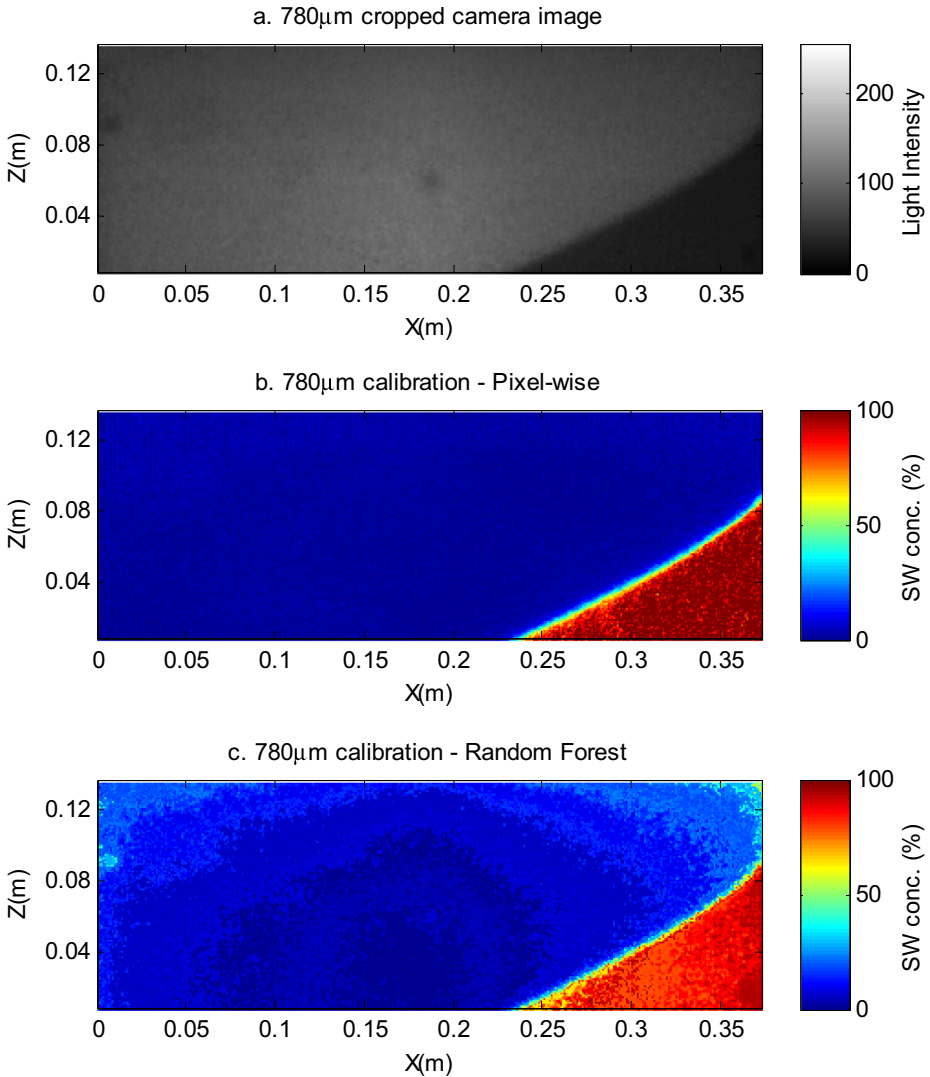 a. 780μm cropped camera image
0.12
0.08
0.04
Z(m)
0 0.05 0.1 0.15 0.2 0.25 0.3 0.35
X(m)
200
100
0
Light Intensity
b. 780μm calibration - Pixel-wise
0.12
0.08
0.04
Z(m)
0 0.05 0.1 0.15 0.2 0.25 0.3 0.35
X(m)
100
50
0
SW conc. (%)
c. 780μm calibration - Random Forest
0.12
0.08
0.04
Z(m)
0 0.05 0.1 0.15 0.2 0.25 0.3 0.35
X(m)
100
50
0
SW conc. (%)